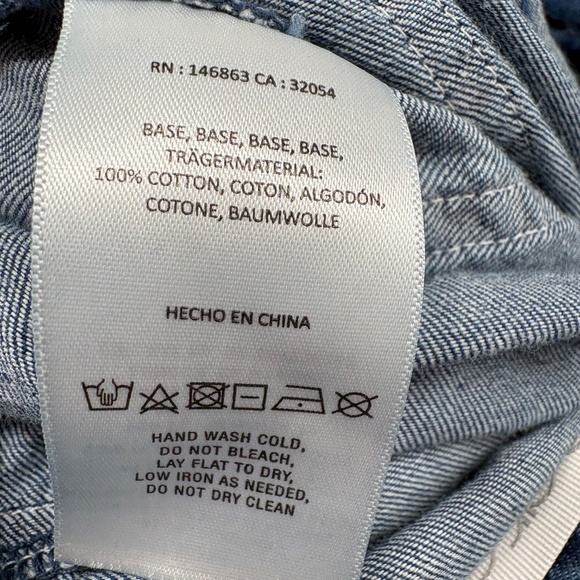 RN : 146863 CA : 32054
BASE, BASE, BASE, BASE,
TRÄGERMATERIAL:
100% COTTON, COTON, ALGODÓN,
COTONE, BAUMWOLLE
HECHO EN CHINA
HAND WASH COLD,
DO NOT BLEACH,
LAY FLAT TO DRY,
LOW IRON AS NEEDED,
DO NOT DRY CLEAN